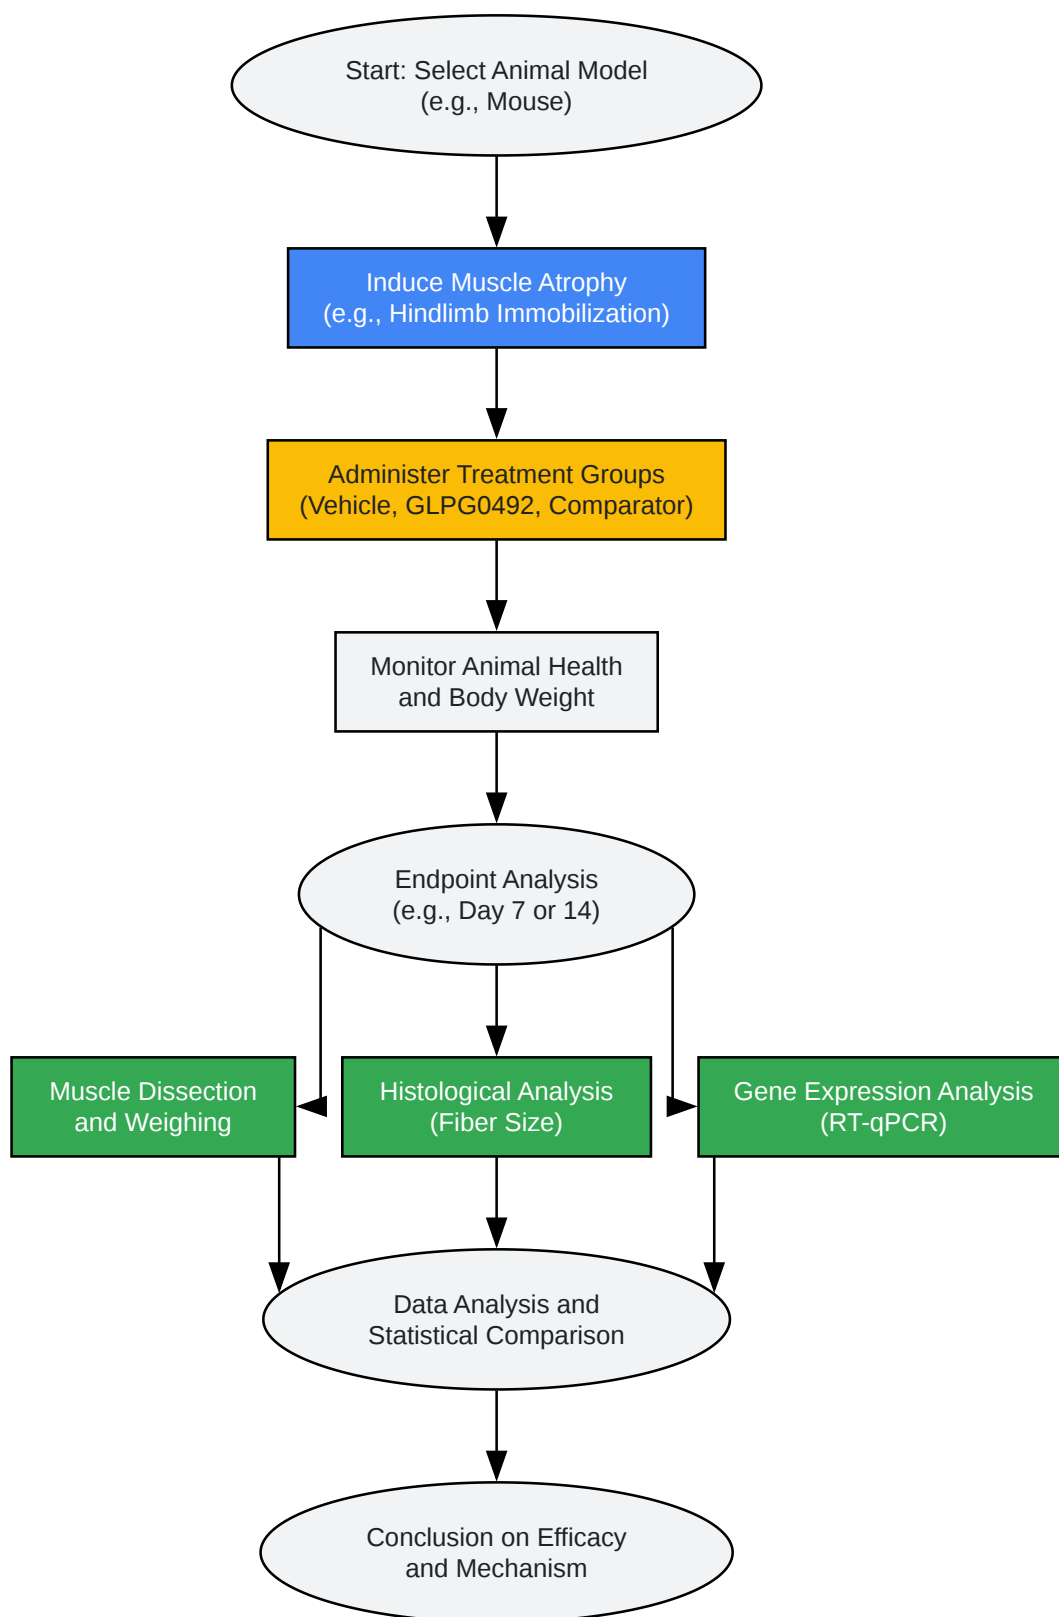 Start: Select Animal Model
(e.g., Mouse)
Induce Muscle Atrophy
(e.g., Hindlimb Immobilization)
Administer Treatment Groups
(Vehicle, GLPG0492, Comparator)
Monitor Animal Health
and Body Weight
Endpoint Analysis
(e.g., Day 7 or 14)
Muscle Dissection
and Weighing
Histological Analysis
(Fiber Size)
Gene Expression Analysis
(RT-qPCR)
Data Analysis and
Statistical Comparison
Conclusion on Efficacy
and Mechanism